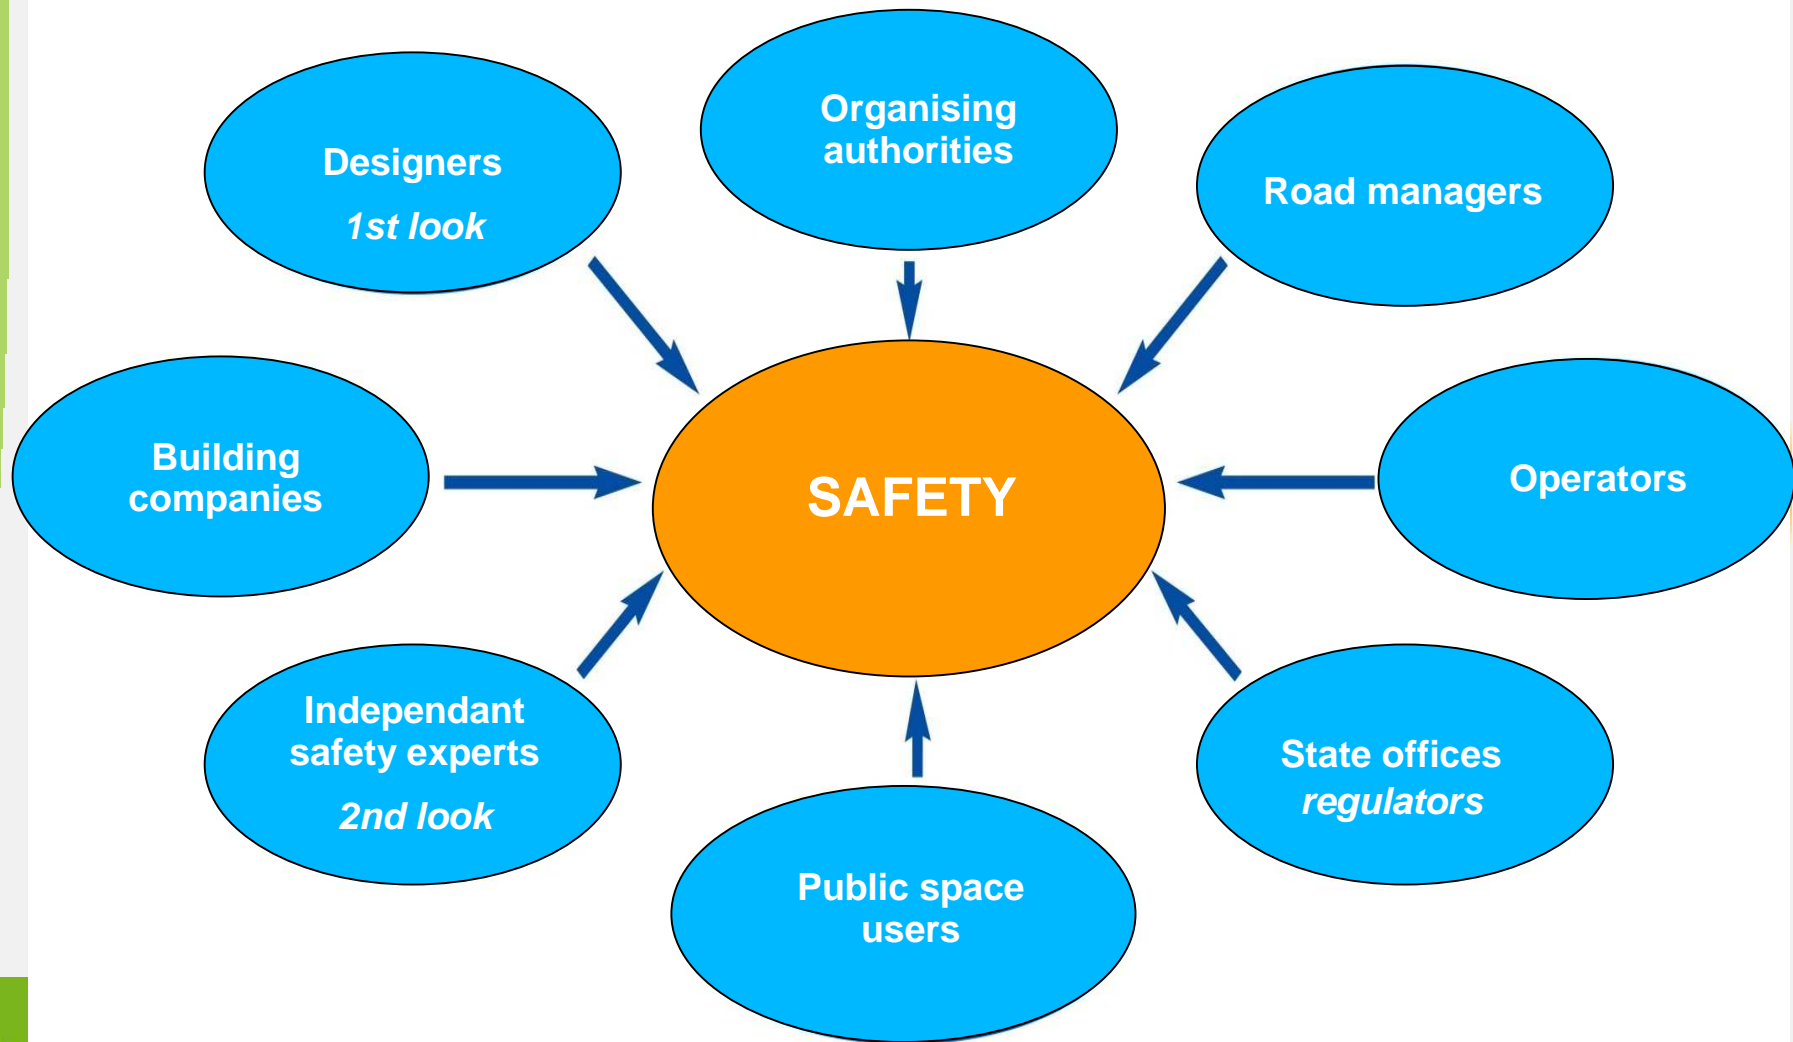 Organising
authorities
Designers
1st look
Road managers
Building
companies
SAFETY
Operators
Independant
safety experts
2nd look
State offices
regulators
Public space
users